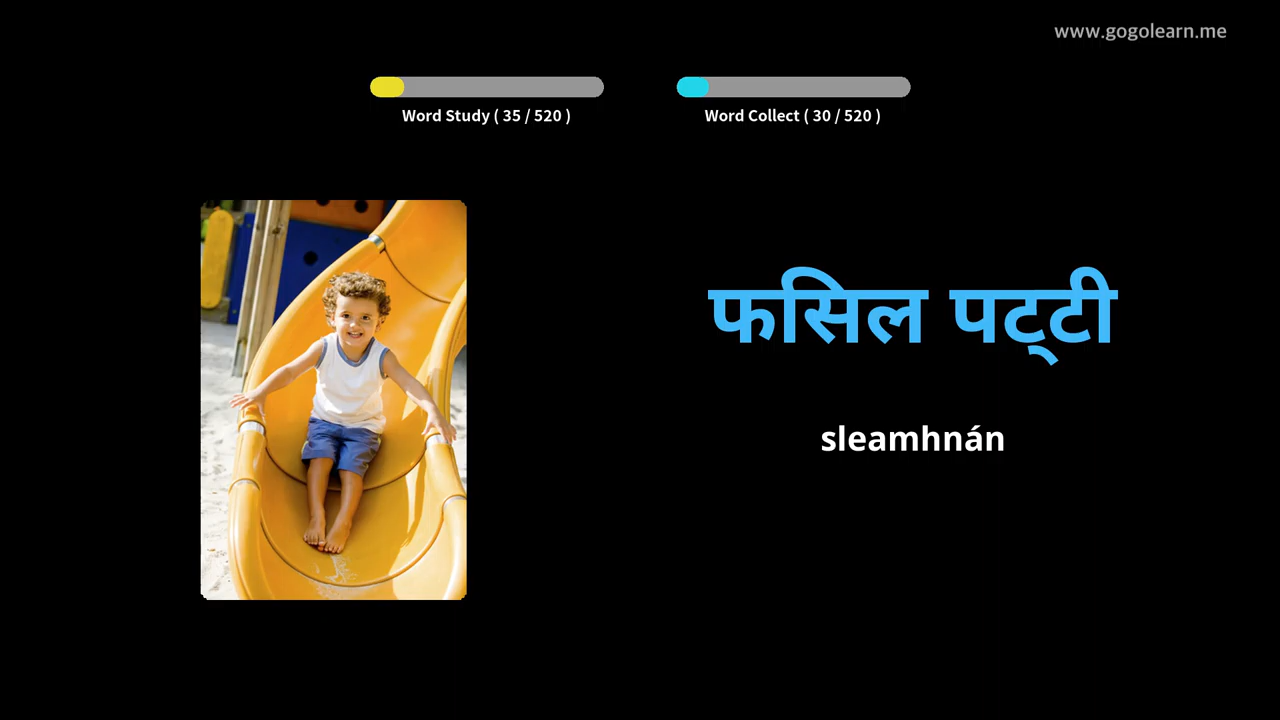 www.gogolearn.me
Word Study ( 35 / 520 )
Word Collect ( 30 / 520 )
फसिल पट्टी
sleamhnán